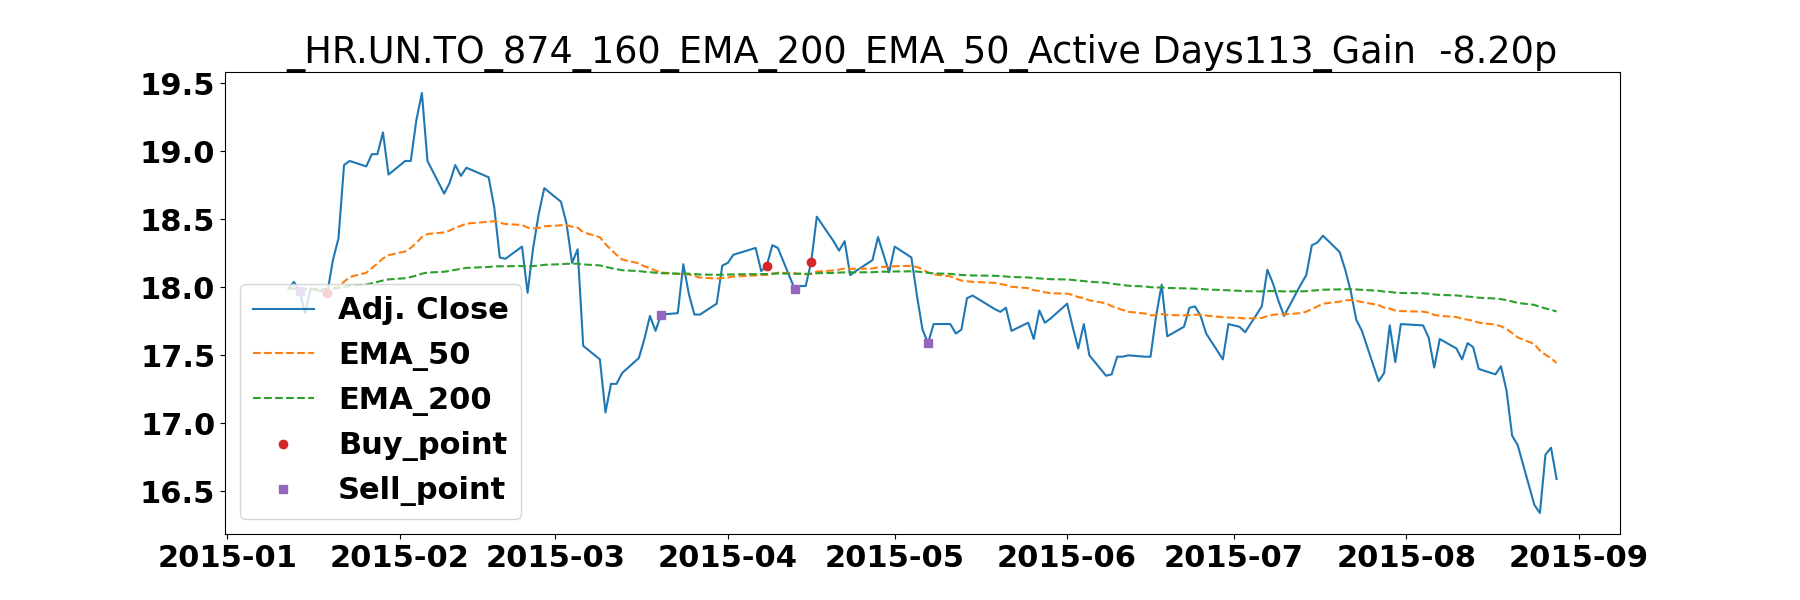 _HR.UN.TO_874_160_EMA_200_EMA_50_Active Days113_Gain  -8.20p
19.5
19.0
18.5
18.0
17.5
17.0
16.5
Adj. Close
EMA_50
EMA_200
Buy_point
Sell_point
2015-01 2015-02 2015-03 2015-04 2015-05 2015-06 2015-07 2015-08 2015-09